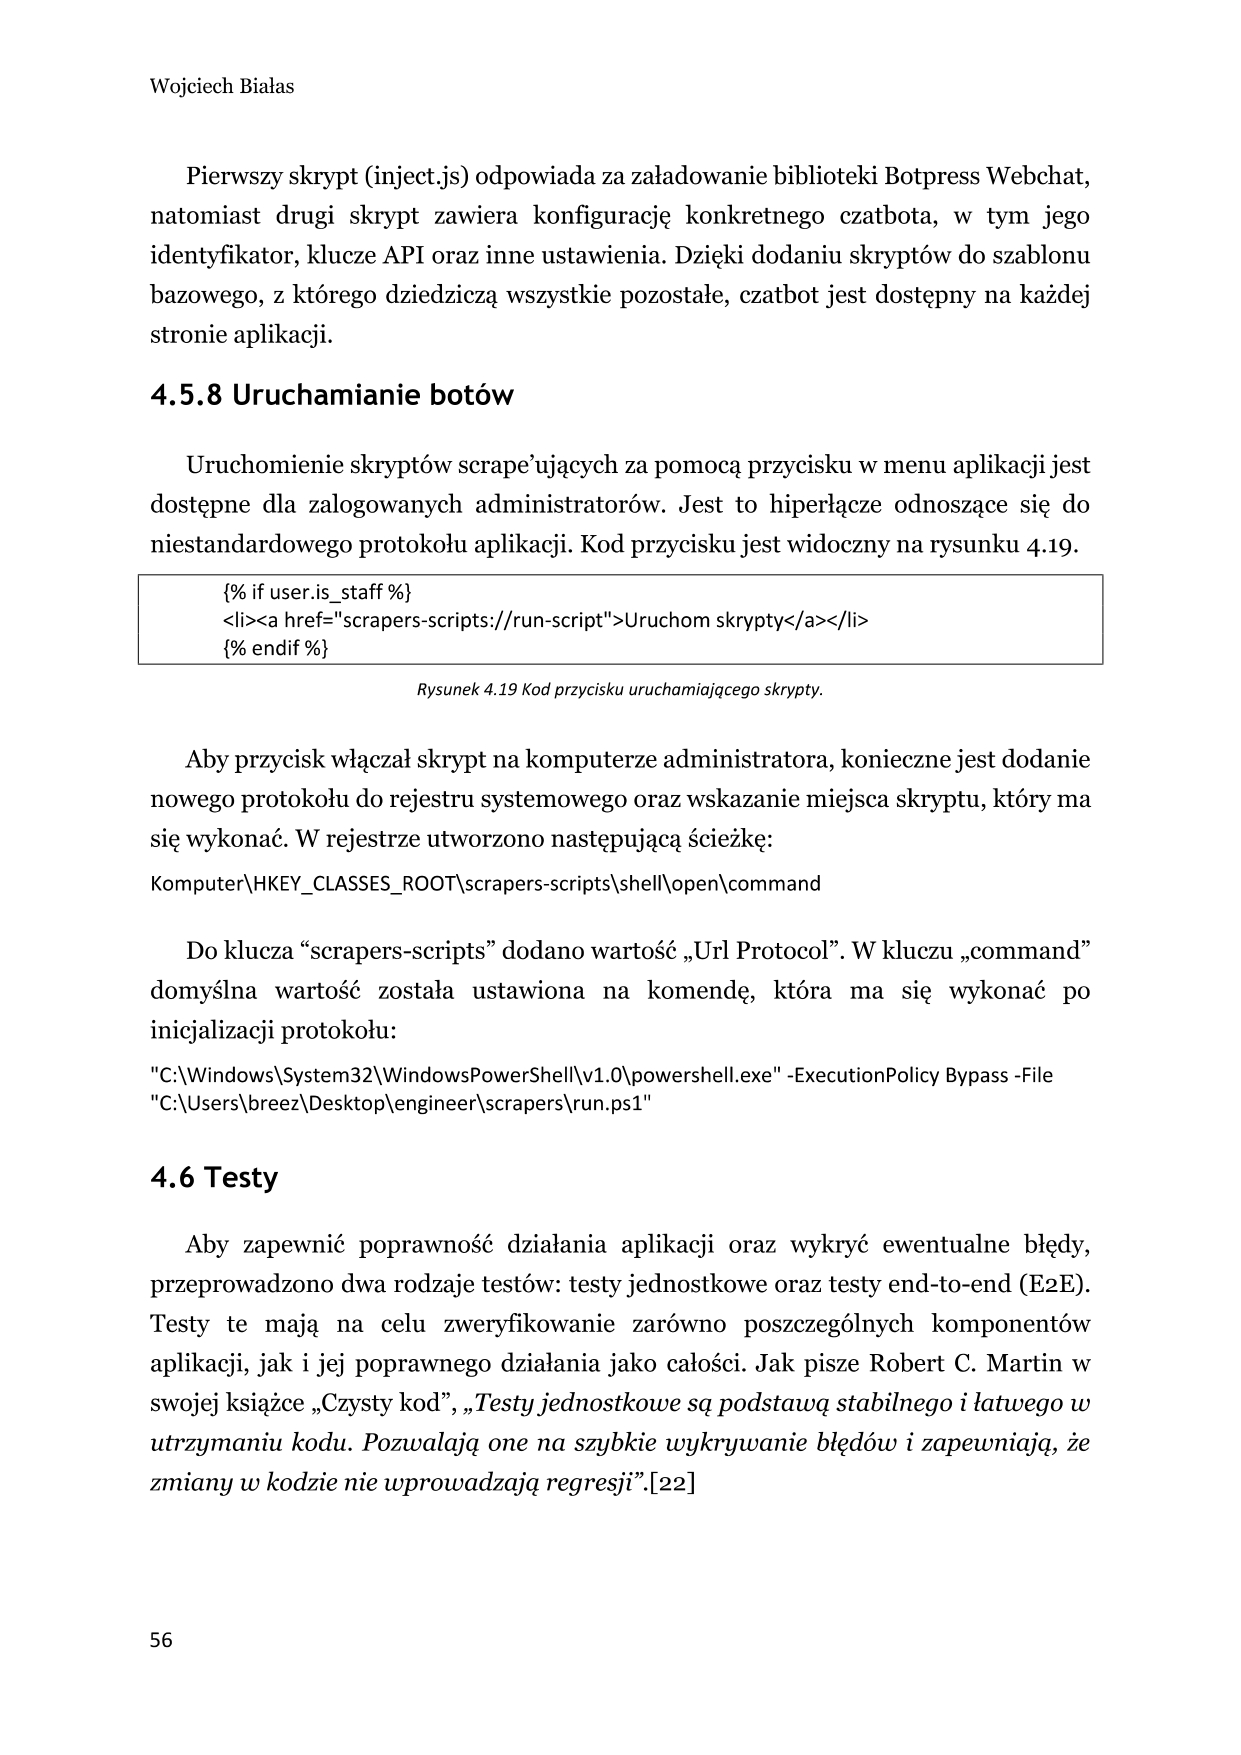 Wojciech Białas
Pierwszy skrypt (inject.js) odpowiada za załadowanie biblioteki Botpress Webchat,
natomiast drugi skrypt zawiera konfigurację konkretnego czatbota, w tym jego
identyfikator, klucze API oraz inne ustawienia. Dzięki dodaniu skryptów do szablonu
bazowego, z którego dziedziczą wszystkie pozostałe, czatbot jest dostępny na każdej
stronie aplikacji.
4.5.8 Uruchamianie botów
Uruchomienie skryptów scrape’ujących za pomocą przycisku w menu aplikacji jest
dostępne dla zalogowanych administratorów. Jest to hiperłącze odnoszące się do
niestandardowego protokołu aplikacji. Kod przycisku jest widoczny na rysunku 4.19.
{% if user.is_staff %}
<li><a href="scrapers-scripts://run-script">Uruchom skrypty</a></li>
{% endif %}
Rysunek 4.19 Kod przycisku uruchamiającego skrypty.
Aby przycisk włączał skrypt na komputerze administratora, konieczne jest dodanie
nowego protokołu do rejestru systemowego oraz wskazanie miejsca skryptu, który ma
się wykonać. W rejestrze utworzono następującą ścieżkę:
Komputer\HKEY_CLASSES_ROOT\scrapers-scripts\shell\open\command
Do klucza “scrapers-scripts” dodano wartość „Url Protocol”. W kluczu „command”
domyślna wartość została ustawiona na komendę, która ma się wykonać po
inicjalizacji protokołu:
"C:\Windows\System32\WindowsPowerShell\v1.0\powershell.exe" -ExecutionPolicy Bypass -File
"C:\Users\breez\Desktop\engineer\scrapers\run.ps1"
4.6 Testy
Aby zapewnić poprawność działania aplikacji oraz wykryć ewentualne błędy,
przeprowadzono dwa rodzaje testów: testy jednostkowe oraz testy end-to-end (E2E).
Testy te mają na celu zweryfikowanie zarówno poszczególnych komponentów
aplikacji, jak i jej poprawnego działania jako całości. Jak pisze Robert C. Martin w
swojej książce „Czysty kod”, „Testy jednostkowe są podstawą stabilnego i łatwego w
utrzymaniu kodu. Pozwalają one na szybkie wykrywanie błędów i zapewniają, że
zmiany w kodzie nie wprowadzają regresji”.[22]
56